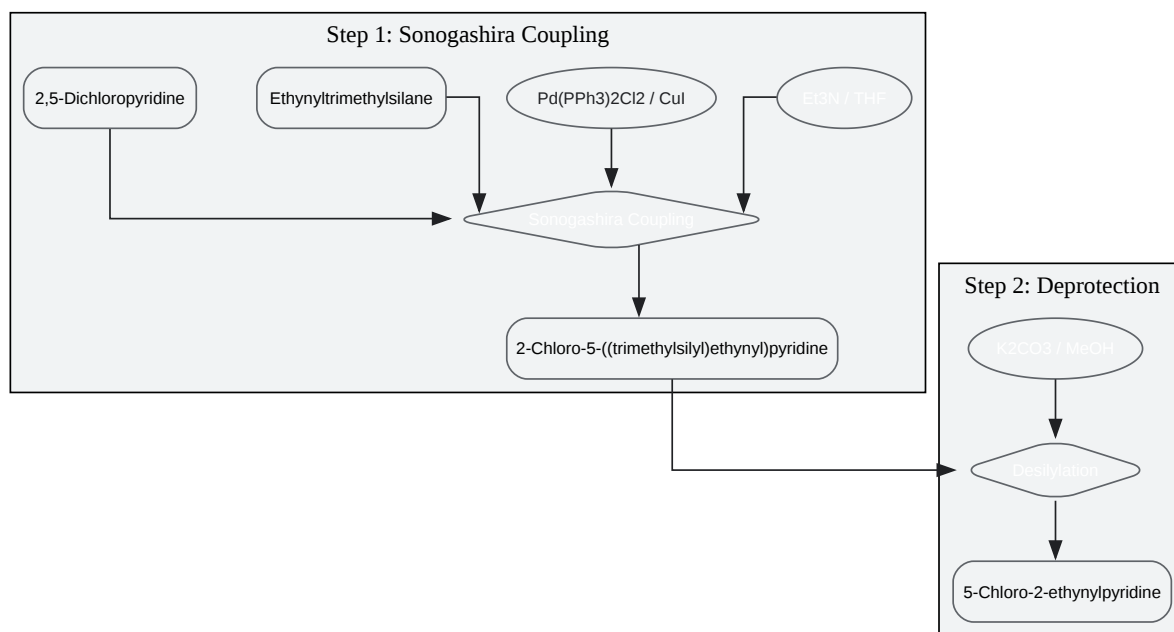 Step 1: Sonogashira Coupling
2,5-Dichloropyridine
Ethynyltrimethylsilane
Pd(PPh3)2Cl2 / CuI
Et3N / THF
Sonogashira Coupling
2-Chloro-5-((trimethylsilyl)ethynyl)pyridine
Step 2: Deprotection
K2CO3 / MeOH
Desilylation
5-Chloro-2-ethynylpyridine